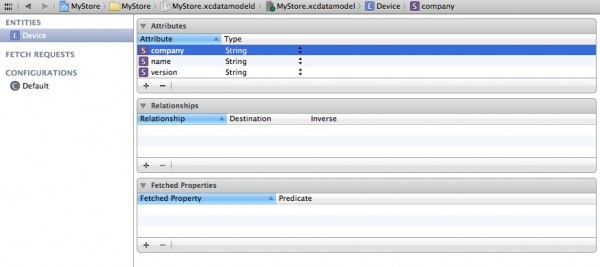 MyStore MyStore MyStore.xcdatamodeld MyStore.xcdatamodel E Device S company
ENTITIES
E Device
FETCH REQUESTS
CONFIGURATIONS
C Default
Attributes
Attribute Type
S company String
S name String
S version String
+ −
Relationships
Relationship Destination Inverse
+ −
Fetched Properties
Fetched Property Predicate
+ −